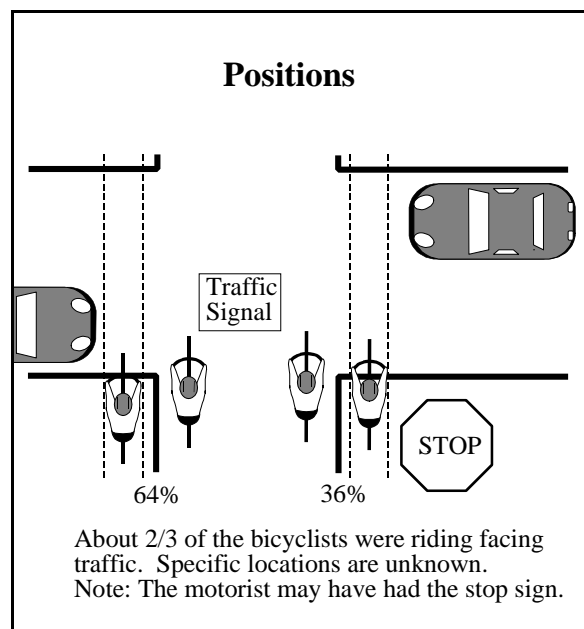 Positions
Traffic
Signal
STOP
64%
36%
About 2/3 of the bicyclists were riding facing
traffic.  Specific locations are unknown.
Note: The motorist may have had the stop sign.